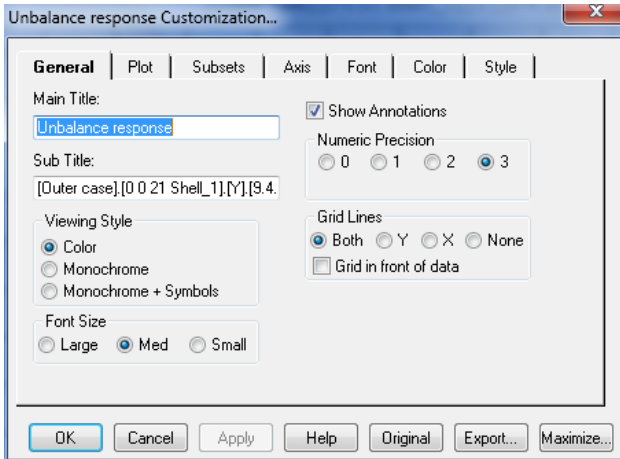 Unbalance response Customization...
General Plot Subsets Axis Font Color Style
Main Title:
Unbalance response
Sub Title:
[Outer case].[0 0 21 Shell_1].[Y].[9.4.
Viewing Style
Color
Monochrome
Monochrome + Symbols
Font Size
Large Med Small
Show Annotations
Numeric Precision
0 1 2 3
Grid Lines
Both Y X None
Grid in front of data
OK Cancel Apply Help Original Export... Maximize...